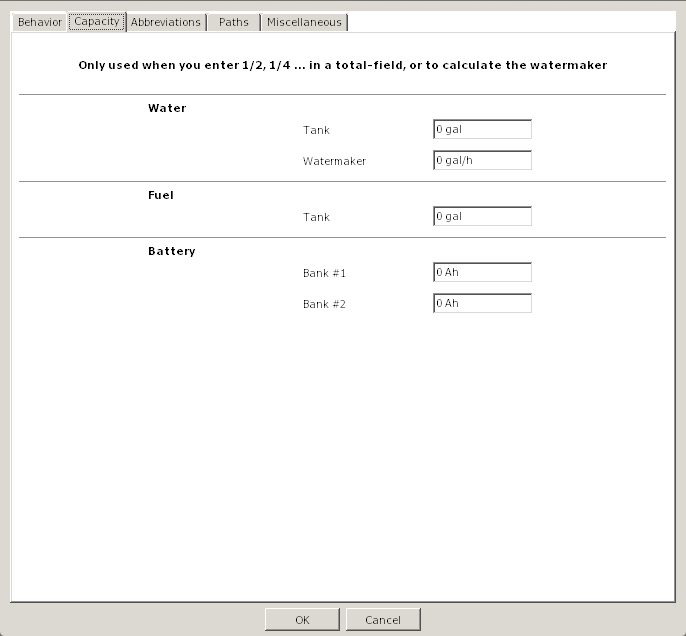 Behavior Capacity Abbreviations Paths Miscellaneous
Only used when you enter 1/2, 1/4 ... in a total-field, or to calculate the watermaker
Water
Tank 0 gal
Watermaker 0 gal/h
Fuel
Tank 0 gal
Battery
Bank #1 0 Ah
Bank #2 0 Ah
OK Cancel